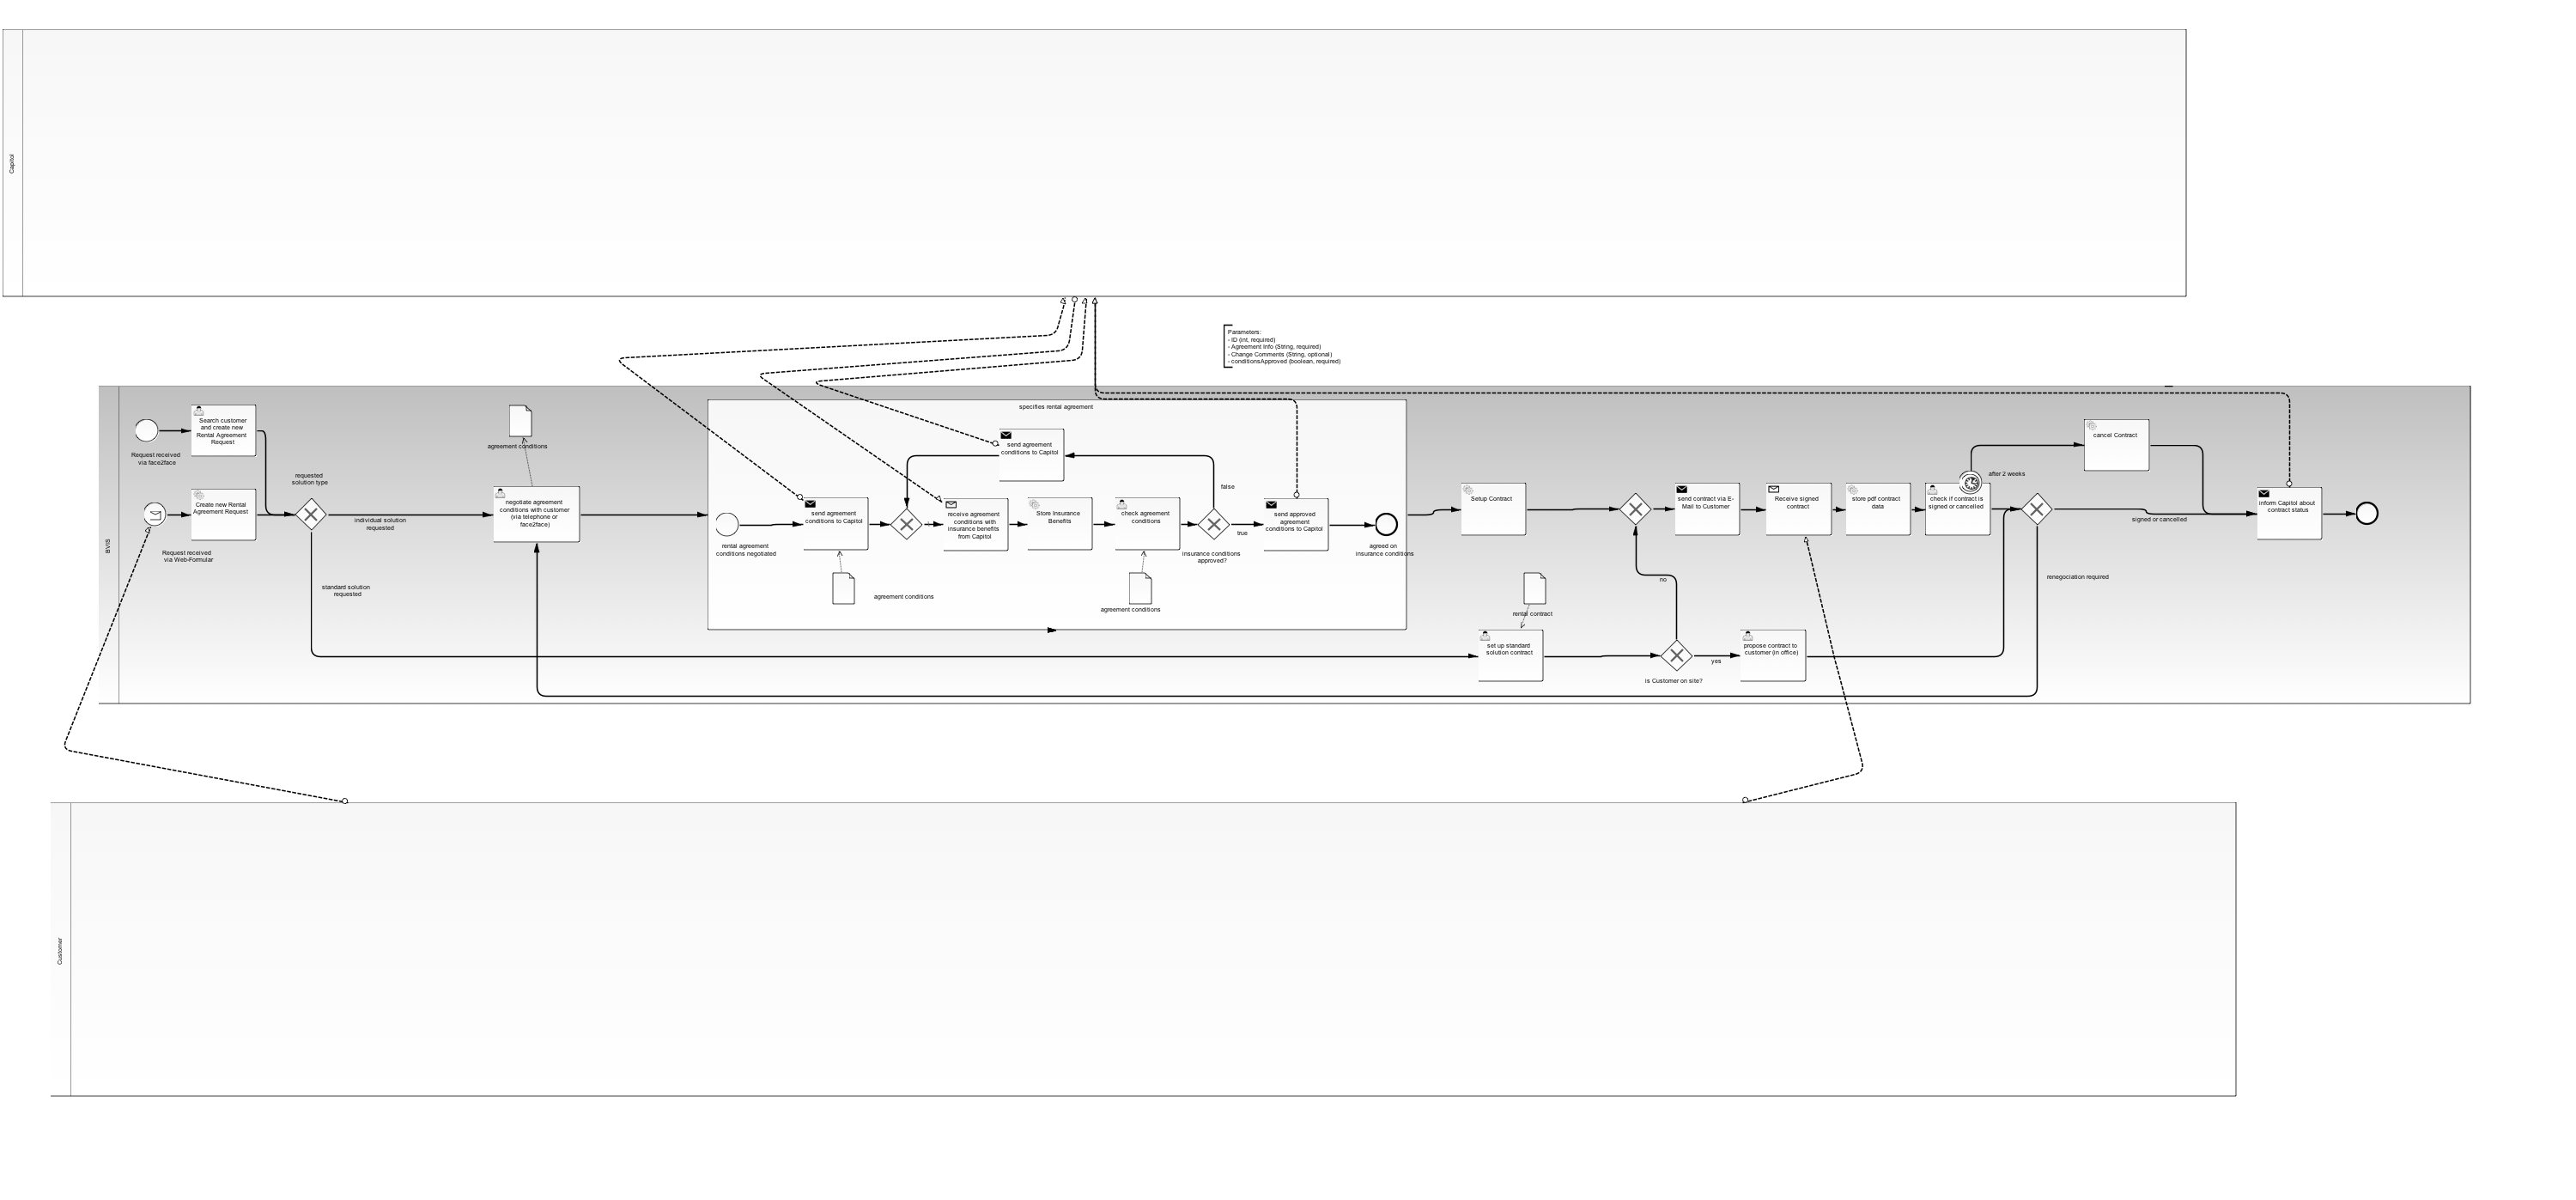 Capitol
Parameters:
- ID (int, required)
- Agreement Info (String, required)
- Change Comments (String, optional)
- conditionsApproved (boolean, required)
BVIS
Request received
via face2face
Search customer
and create new
Rental Agreement
Request
Request received
via Web-Formular
Create new Rental
Agreement Request
requested
solution type
individual solution
requested
standard solution
requested
agreement conditions
negotiate agreement
conditions with customer
(via telephone or
face2face)
specifies rental agreement
rental agreement
conditions negotiated
send agreement
conditions to Capitol
agreement conditions
send agreement
conditions to Capitol
receive agreement
conditions with
insurance benefits
from Capitol
Store Insurance
Benefits
check agreement
conditions
agreement conditions
false
insurance conditions
approved?
true
send approved
agreement
conditions to Capitol
agreed on
insurance conditions
Setup Contract
rental contract
set up standard
solution contract
no
is Customer on site?
yes
propose contract to
customer (in office)
send contract via E-
Mail to Customer
Receive signed
contract
store pdf contract
data
check if contract is
signed or cancelled
after 2 weeks
cancel Contract
signed or cancelled
renegociation required
inform Capitol about
contract status
Customer